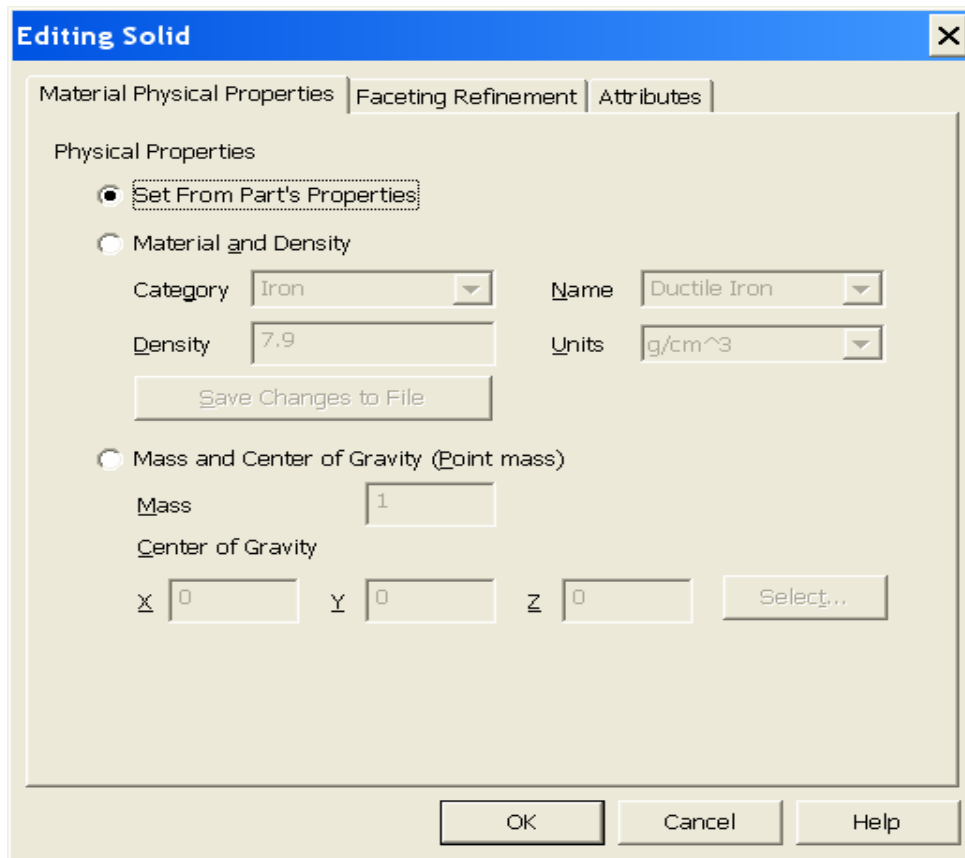 Editing Solid
Material Physical Properties Faceting Refinement Attributes
Physical Properties
Set From Part's Properties
Material and Density
Category Iron Name Ductile Iron
Density 7.9 Units g/cm^3
Save Changes to File
Mass and Center of Gravity (Point mass)
Mass 1
Center of Gravity
X 0 Y 0 Z 0 Select...
OK Cancel Help